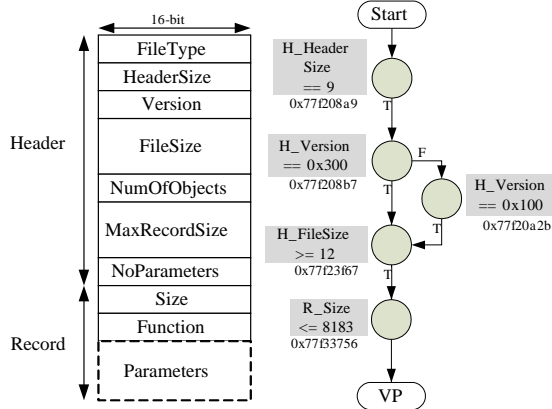 16-bit
Header
FileType
HeaderSize
Version
FileSize
NumOfObjects
MaxRecordSize
NoParameters
Record
Size
Function
Parameters
Start
H_Header
Size
== 9
0x77f208a9
T
H_Version
== 0x300
0x77f208b7
F
T
H_Version
== 0x100
0x77f20a2b
T
H_FileSize
>= 12
0x77f23f67
T
R_Size
<= 8183
0x77f33756
VP